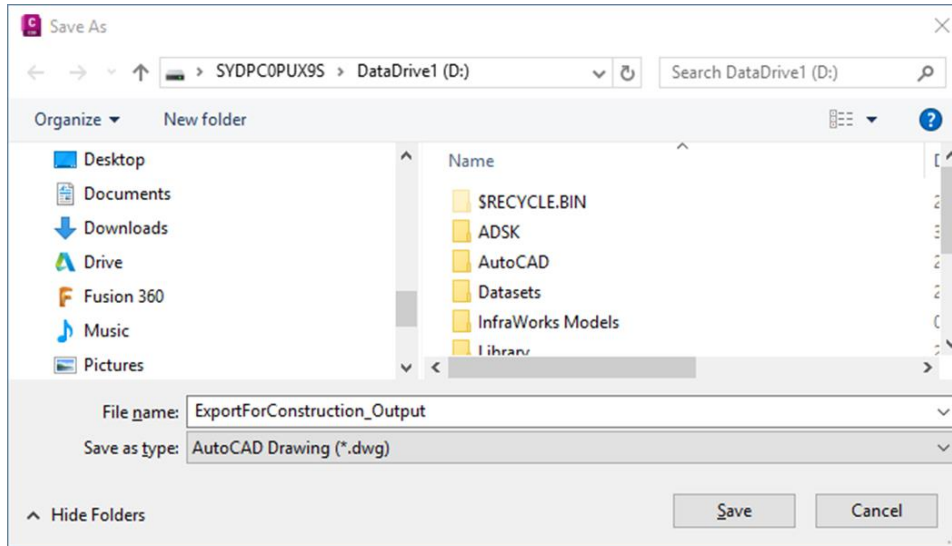 C
Save As
SYDPC0PUX9S > DataDrive1 (D:)
Search DataDrive1 (D:)
Organize
New folder
?
Desktop
Documents
Downloads
Drive
Fusion 360
Music
Pictures
Name
$RECYCLE.BIN
ADSK
AutoCAD
Datasets
InfraWorks Models
Library
File name: ExportForConstruction_Output
Save as type: AutoCAD Drawing (*.dwg)
Hide Folders
Save
Cancel